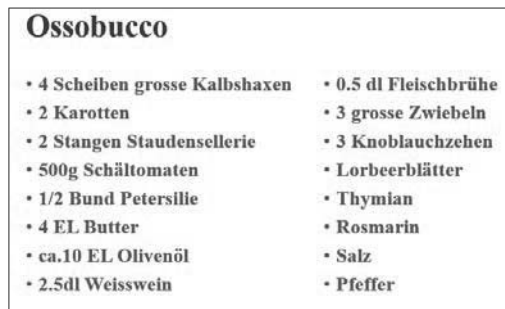 Ossobucco
• 4 Scheiben grosse Kalbshaxen
• 2 Karotten
• 2 Stangen Staudensellerie
• 500g Schältomaten
• 1/2 Bund Petersilie
• 4 EL Butter
• ca.10 EL Olivenöl
• 2.5dl Weisswein
• 0.5 dl Fleischbrühe
• 3 grosse Zwiebeln
• 3 Knoblauchzehen
• Lorbeerblätter
• Thymian
• Rosmarin
• Salz
• Pfeffer